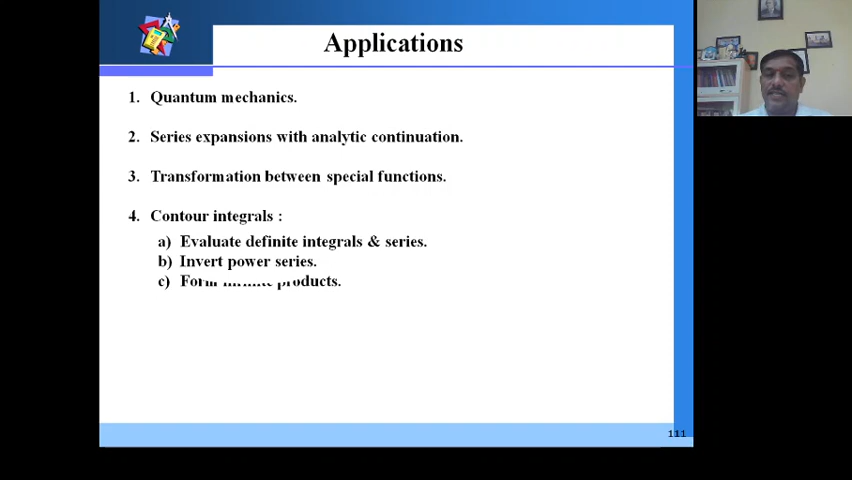 Applications
1. Quantum mechanics.
2. Series expansions with analytic continuation.
3. Transformation between special functions.
4. Contour integrals :
a) Evaluate definite integrals & series.
b) Invert power series.
c) Form infinite products.
111